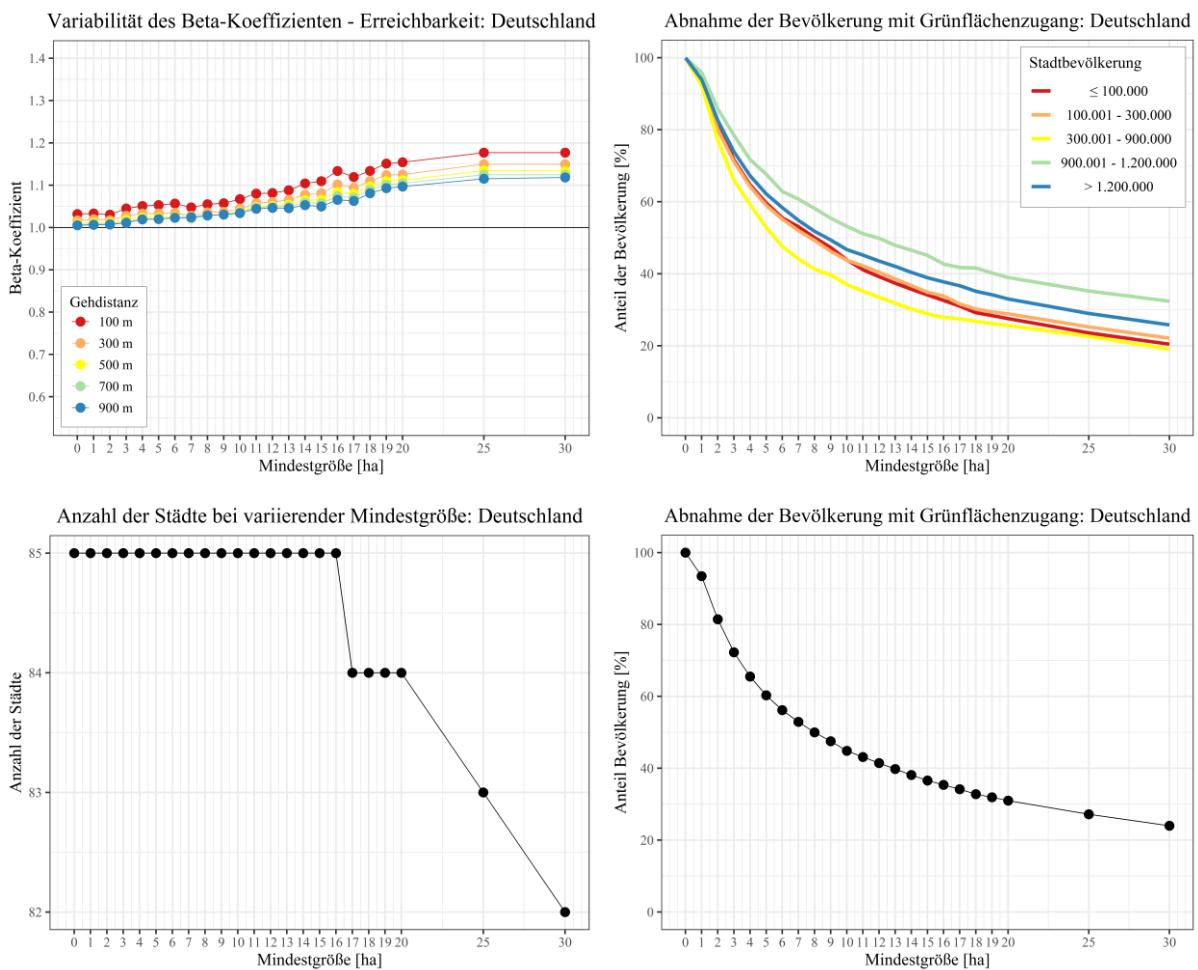 Variabilität des Beta-Koeffizienten - Erreichbarkeit: Deutschland
1.4
1.3
1.2
1.1
1.0
0.9
0.8
0.7
0.6
Beta-Koeffizient
Gehdistanz
100 m
300 m
500 m
700 m
900 m
0 1 2 3 4 5 6 7 8 9 10 11 12 13 14 15 16 17 18 19 20 25 30
Mindestgröße [ha]
Abnahme der Bevölkerung mit Grünflächenzugang: Deutschland
100
80
60
40
20
0
Anteil der Bevölkerung [%]
Stadtbevölkerung
≤ 100.000
100.001 - 300.000
300.001 - 900.000
900.001 - 1.200.000
> 1.200.000
0 1 2 3 4 5 6 7 8 9 10 11 12 13 14 15 16 17 18 19 20 25 30
Mindestgröße [ha]
Anzahl der Städte bei variierender Mindestgröße: Deutschland
85
84
83
82
Anzahl der Städte
0 1 2 3 4 5 6 7 8 9 10 11 12 13 14 15 16 17 18 19 20 25 30
Mindestgröße [ha]
Abnahme der Bevölkerung mit Grünflächenzugang: Deutschland
100
80
60
40
20
0
Anteil Bevölkerung [%]
0 1 2 3 4 5 6 7 8 9 10 11 12 13 14 15 16 17 18 19 20 25 30
Mindestgröße [ha]